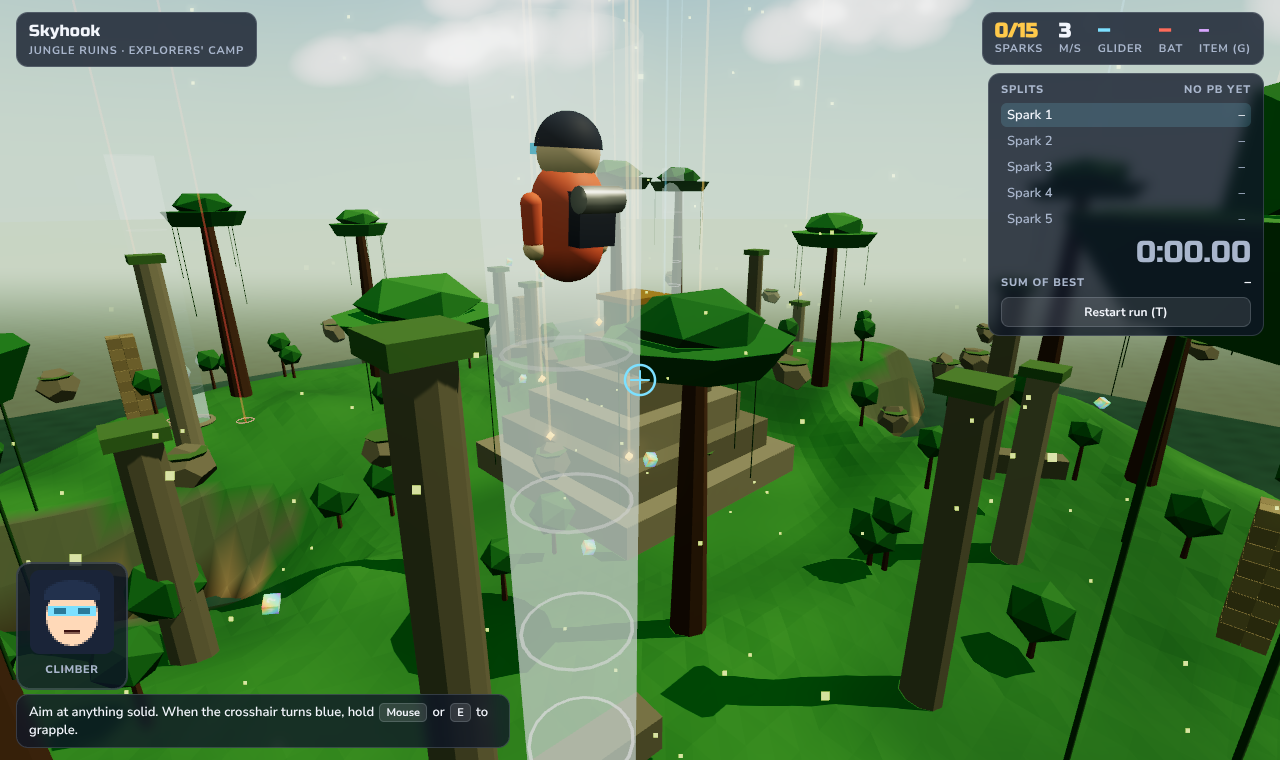 Skyhook
JUNGLE RUINS · EXPLORERS' CAMP
0/15
SPARKS
3
M/S
–
GLIDER
–
BAT
–
ITEM (G)
SPLITS
NO PB YET
Spark 1 –
Spark 2 –
Spark 3 –
Spark 4 –
Spark 5 –
0:00.00
SUM OF BEST –
Restart run (T)
CLIMBER
Aim at anything solid. When the crosshair turns blue, hold Mouse or E to
grapple.